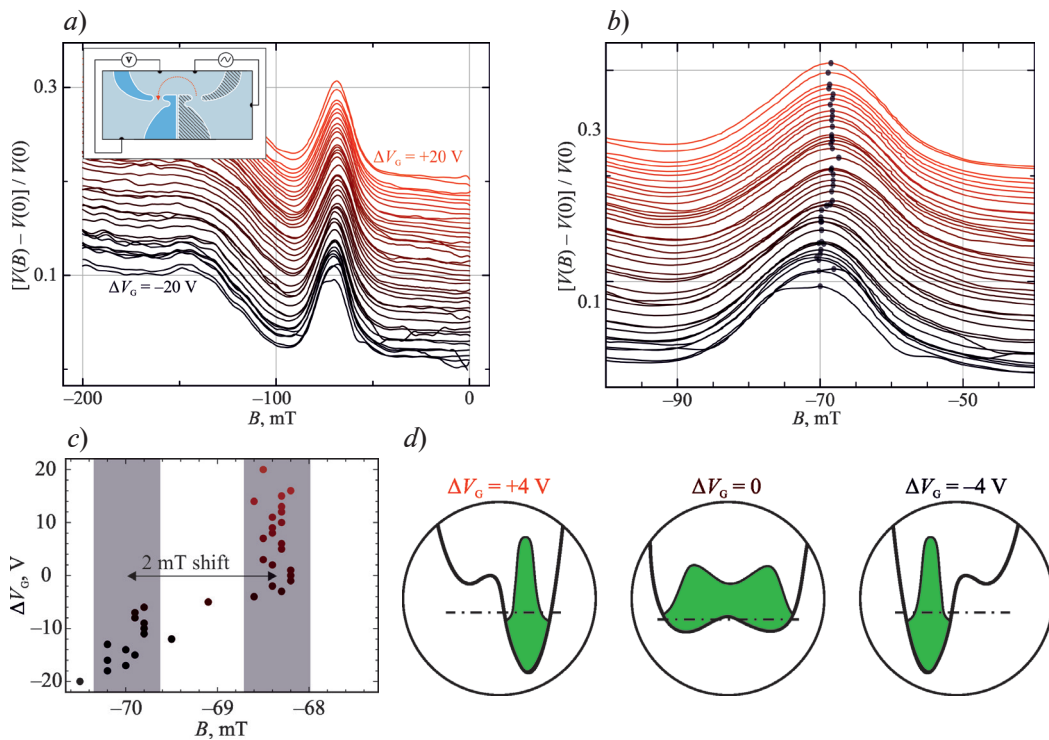 a)
b)
[V(B) − V(0)] / V(0)
0.3
0.1
V
ΔV_G = +20 V
ΔV_G = −20 V
−200
−150
−100
−50
0
B, mT
[V(B) − V(0)] / V(0)
0.3
0.1
−90
−70
−50
B, mT
c)
d)
ΔV_G, V
20
10
0
−10
−20
2 mT shift
−70
−69
−68
B, mT
ΔV_G = +4 V
ΔV_G = 0
ΔV_G = −4 V